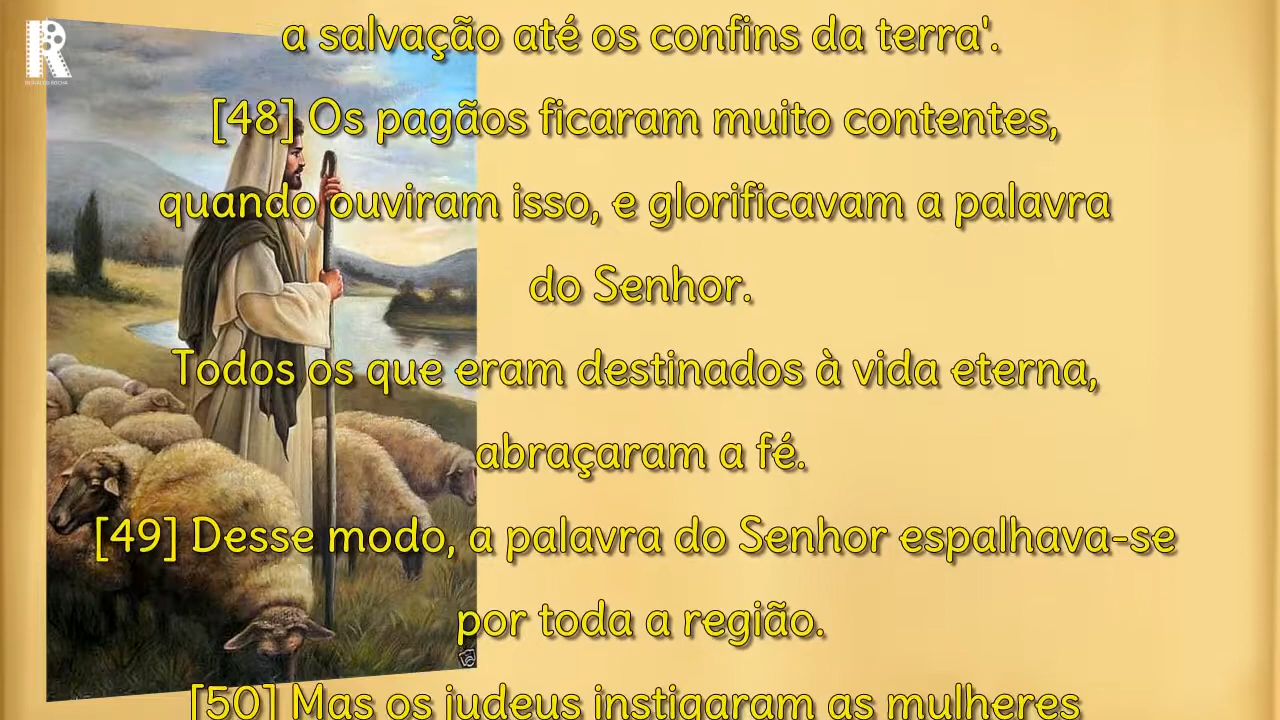 a salvação até os confins da terra'.
[48] Os pagãos ficaram muito contentes,
quando ouviram isso, e glorificavam a palavra
do Senhor.
Todos os que eram destinados à vida eterna,
abraçaram a fé.
[49] Desse modo, a palavra do Senhor espalhava-se
por toda a região.
[50] Mas os judeus instigaram as mulheres